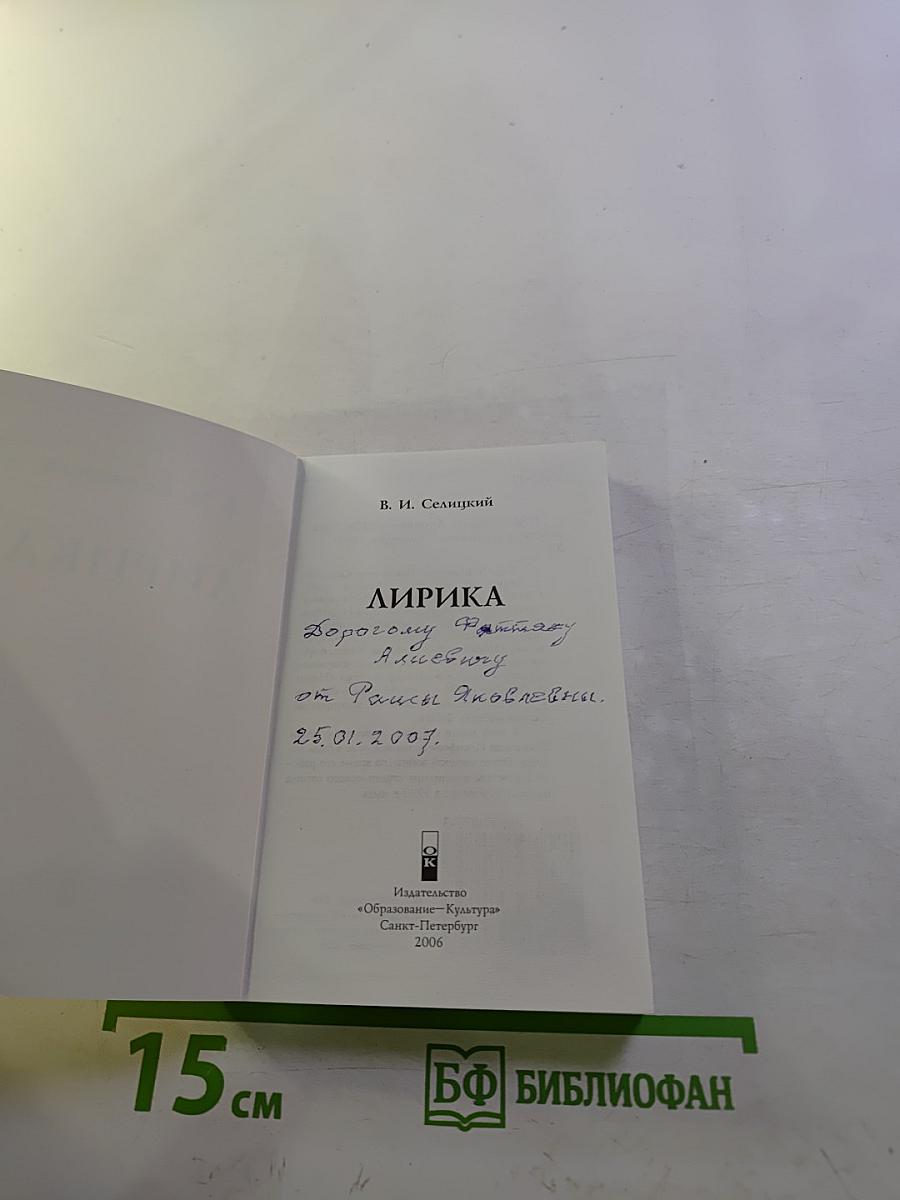 В. И. Селицкий
ЛИРИКА
Дорогому
Алиевичу
от Раисы Яковлевны.
25.01.2007.
ОК
Издательство
«Образование—Культура»
Санкт-Петербург
2006
15 см
БФ БИБЛИОФАН